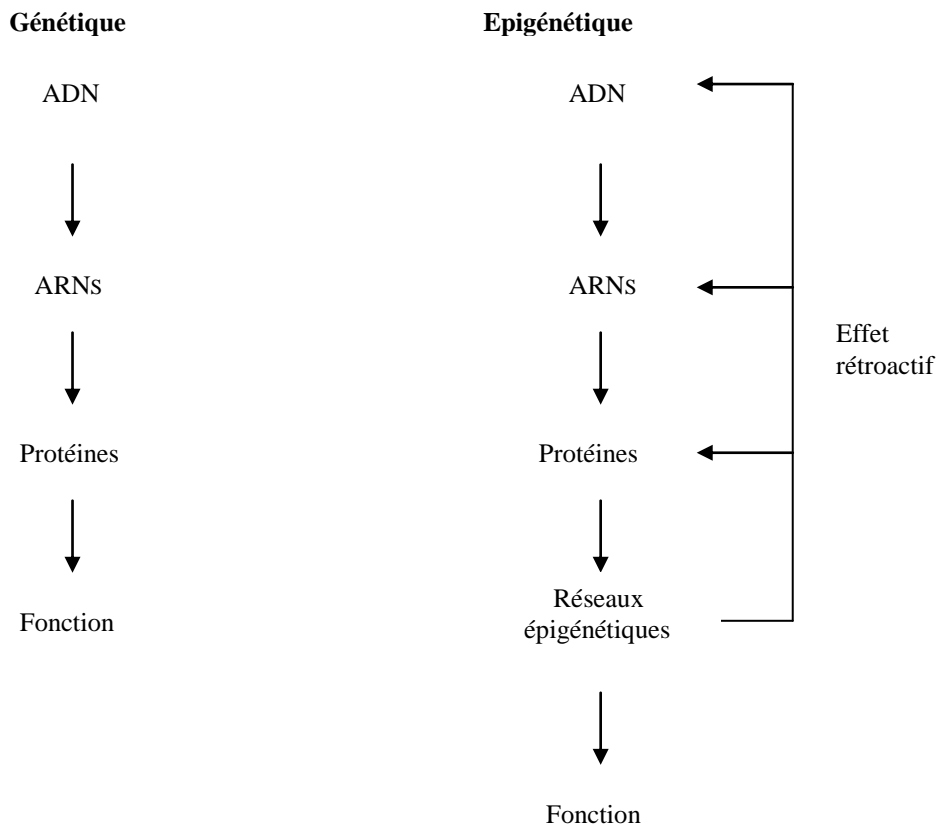 Génétique
Epigénétique
ADN
ADN
ARNs
ARNs
Effet
rétroactif
Protéines
Protéines
Fonction
Réseaux
épigénétiques
Fonction